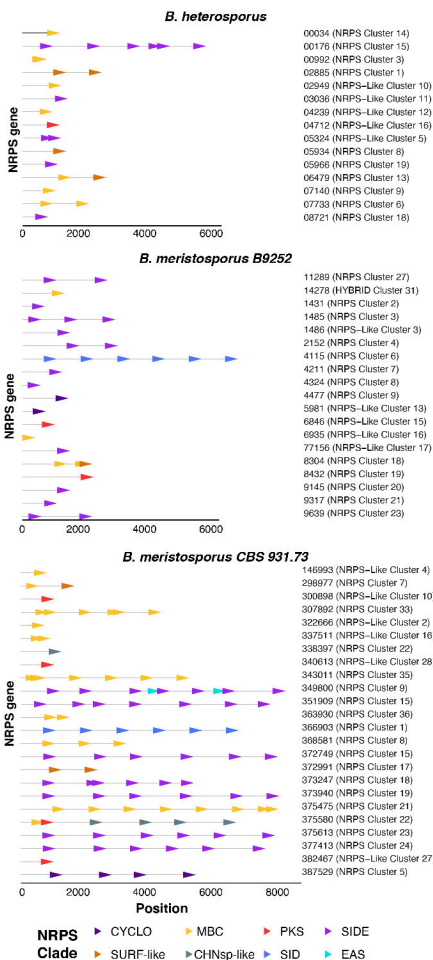 B. heterosporus
00034 (NRPS Cluster 14)
00176 (NRPS Cluster 15)
00992 (NRPS Cluster 3)
02885 (NRPS Cluster 1)
02949 (NRPS-Like Cluster 10)
03036 (NRPS-Like Cluster 11)
04239 (NRPS-Like Cluster 12)
04712 (NRPS-Like Cluster 16)
05324 (NRPS-Like Cluster 5)
05934 (NRPS Cluster 8)
05966 (NRPS Cluster 19)
06479 (NRPS Cluster 13)
07140 (NRPS Cluster 9)
07733 (NRPS Cluster 6)
08721 (NRPS Cluster 18)
NRPS gene
0 2000 4000 6000
B. meristosporus B9252
11289 (NRPS Cluster 27)
14278 (HYBRID Cluster 31)
1431 (NRPS Cluster 2)
1485 (NRPS Cluster 3)
1486 (NRPS-Like Cluster 3)
2152 (NRPS Cluster 4)
4115 (NRPS Cluster 6)
4211 (NRPS Cluster 7)
4324 (NRPS Cluster 8)
4477 (NRPS Cluster 9)
5981 (NRPS-Like Cluster 13)
6846 (NRPS-Like Cluster 15)
6935 (NRPS-Like Cluster 16)
77156 (NRPS-Like Cluster 17)
8304 (NRPS Cluster 18)
8432 (NRPS Cluster 19)
9145 (NRPS Cluster 20)
9317 (NRPS Cluster 21)
9639 (NRPS Cluster 23)
NRPS gene
0 2000 4000 6000
B. meristosporus CBS 931.73
146993 (NRPS-Like Cluster 4)
298977 (NRPS Cluster 7)
300898 (NRPS-Like Cluster 10)
307892 (NRPS Cluster 33)
322666 (NRPS-Like Cluster 2)
337511 (NRPS-Like Cluster 16
338397 (NRPS Cluster 22)
340613 (NRPS-Like Cluster 28
343011 (NRPS Cluster 35)
349800 (NRPS Cluster 9)
351909 (NRPS Cluster 15)
363930 (NRPS Cluster 36)
366903 (NRPS Cluster 1)
368581 (NRPS Cluster 8)
372749 (NRPS Cluster 15)
372991 (NRPS Cluster 17)
373247 (NRPS Cluster 18)
373940 (NRPS Cluster 19)
375475 (NRPS Cluster 21)
375580 (NRPS Cluster 22)
375613 (NRPS Cluster 23)
377413 (NRPS Cluster 24)
382467 (NRPS-Like Cluster 27
387529 (NRPS Cluster 5)
NRPS gene
0 2000 4000 6000 8000
Position
NRPS Clade
CYCLO MBC PKS SIDE
SURF-like CHNsp-like SID EAS